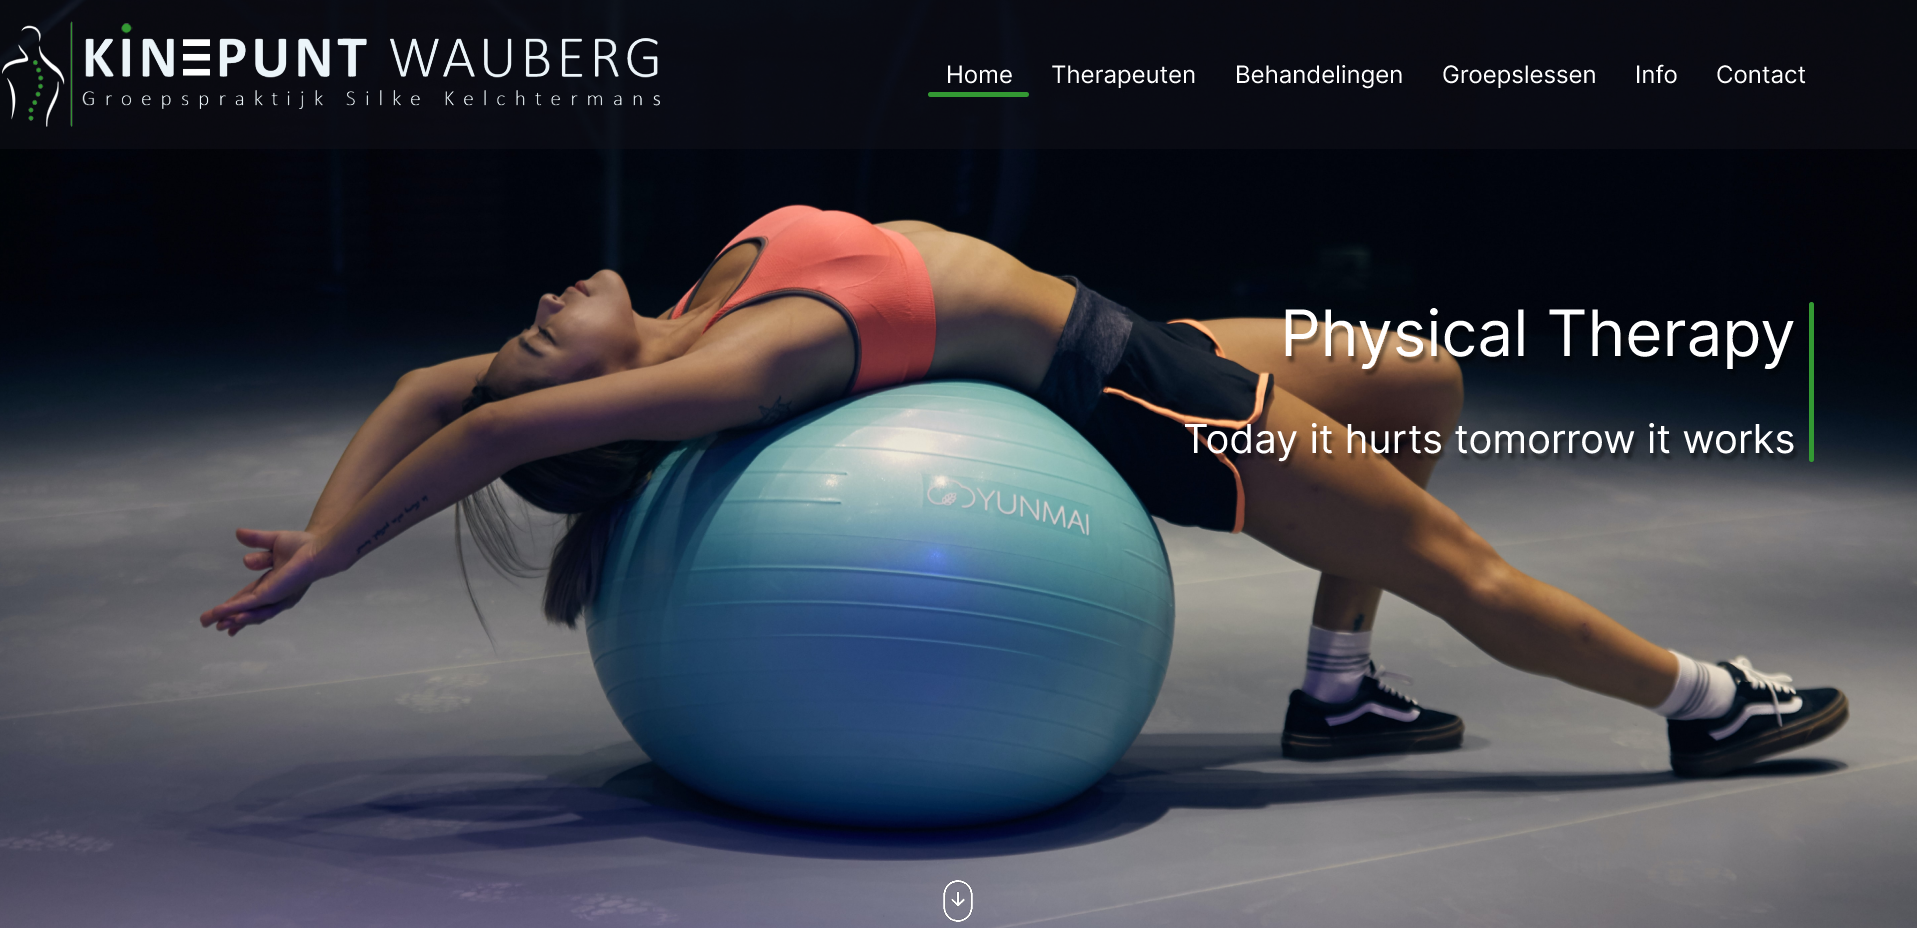 KINEPUNT WAUBERG
Groepspraktijk Silke Kelchtermans
Home Therapeuten Behandelingen Groepslessen Info Contact
Physical Therapy
Today it hurts tomorrow it works
YUNMAI